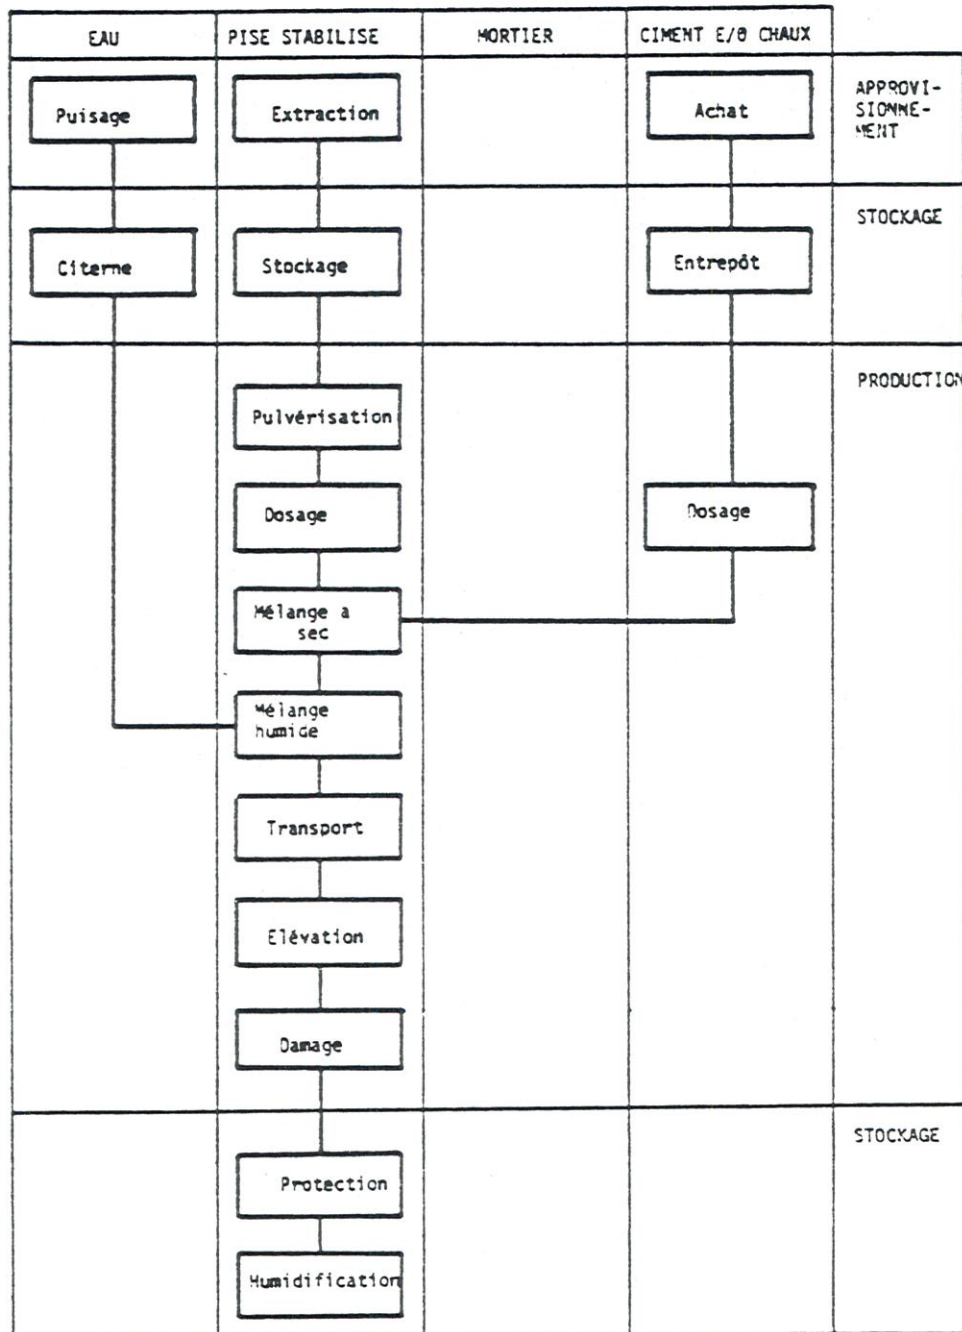 EAU
PISE STABILISE
MORTIER
CIMENT E/O CHAUX
Puisage
Extraction
Achat
APPROVI-
SIONNE-
MENT
Citerne
Stockage
Entrepôt
STOCKAGE
PRODUCTION
Pulvérisation
Dosage
Dosage
Mélange a
sec
Mélange
humide
Transport
Elévation
Damage
STOCKAGE
Protection
Humidification